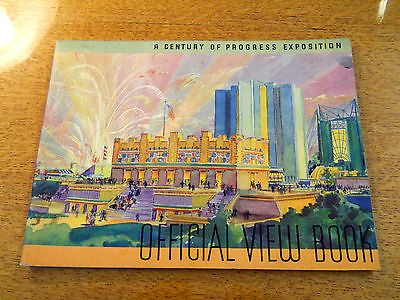 A CENTURY OF PROGRESS EXPOSITION
OFFICIAL VIEW BOOK